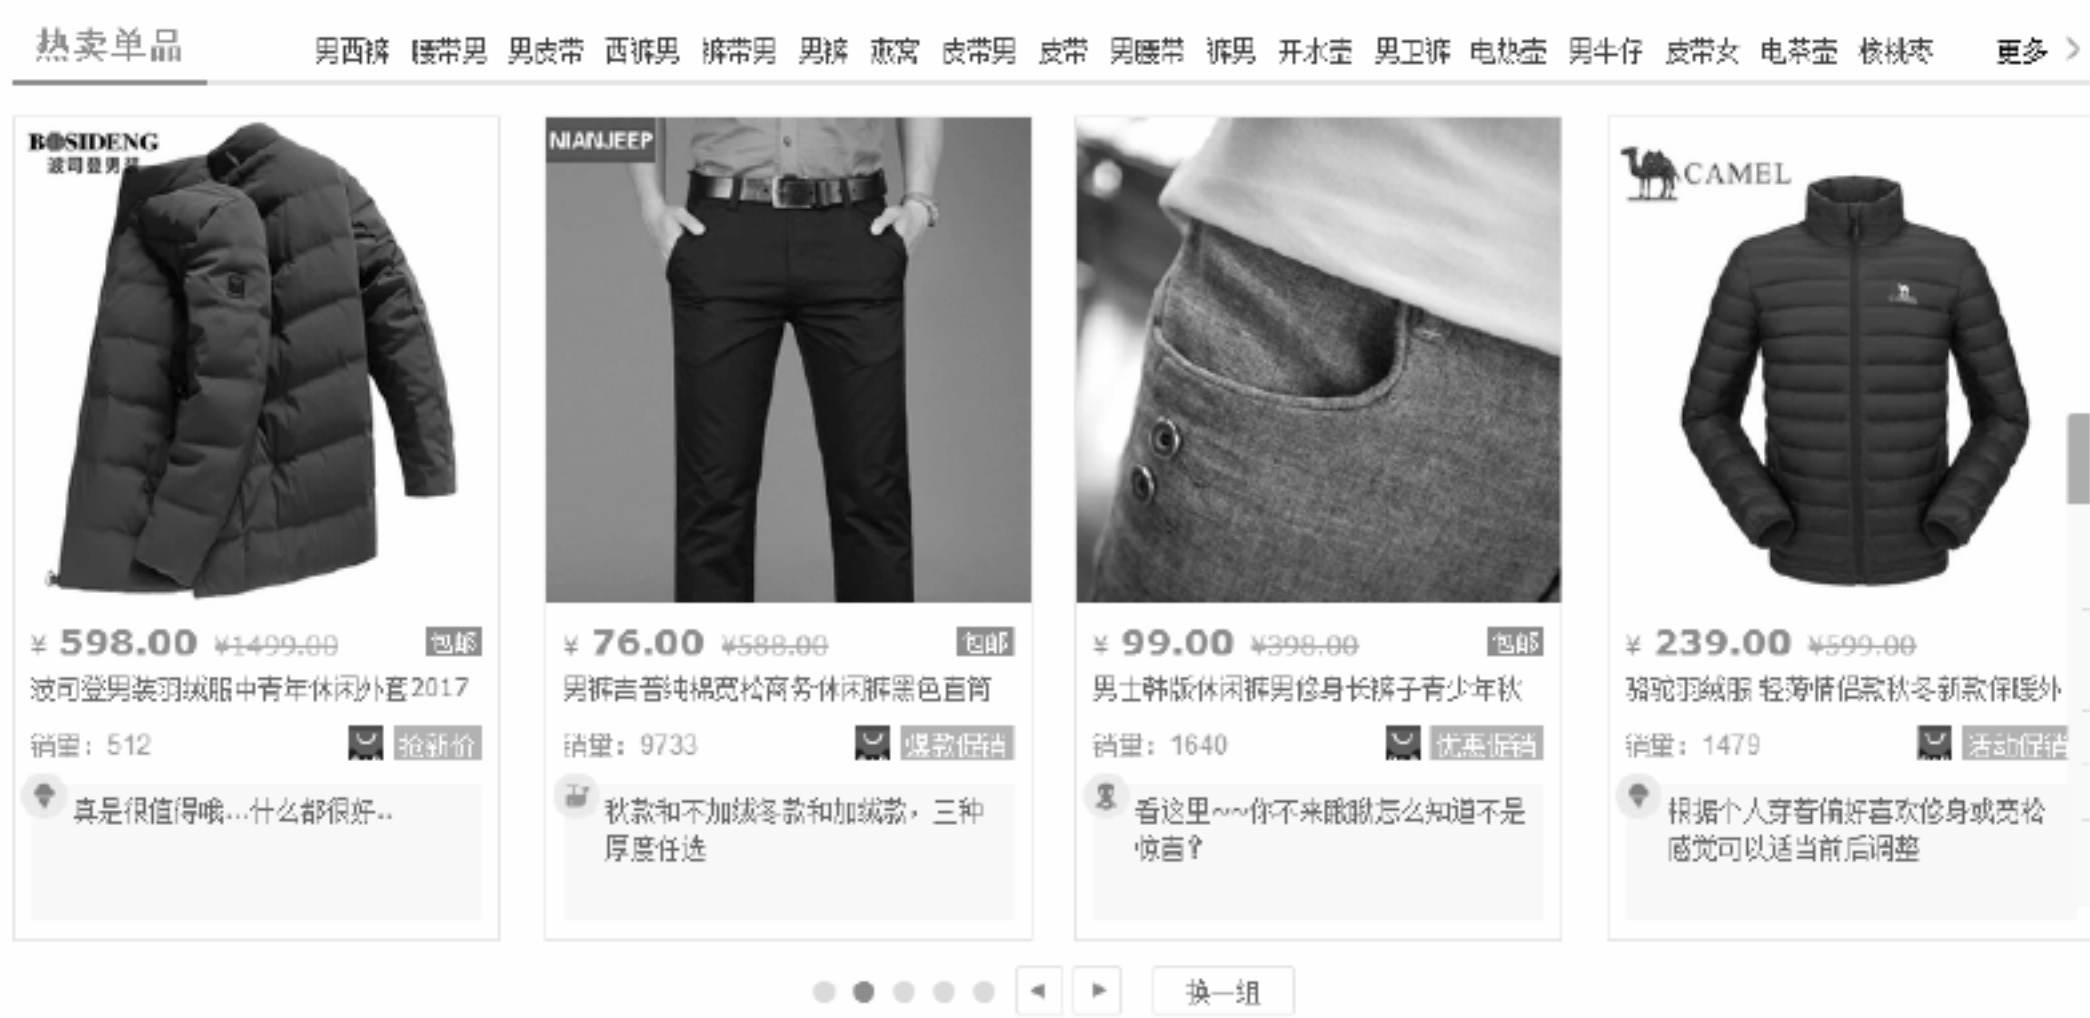 热卖单品 男西裤 腰带男 男皮带 西裤男 裤带男 男裤 燕窝 皮带男 皮带 男腰带 裤男 开水壶 男卫裤 电热壶 男牛仔 皮带女 电茶壶 核桃枣 更多 >
BOSIDENG
波司登男装
NIANJEEP
CAMEL
¥ 598.00 ¥1499.00 包邮
波司登男装羽绒服中青年休闲外套2017
销量：512 抢新价
真是很值得哦...什么都很好..
¥ 76.00 ¥588.00 包邮
男裤吉普纯棉宽松商务休闲裤黑色直筒
销量：9733 爆款促销
秋款和不加绒冬款和加绒款，三种
厚度任选
¥ 99.00 ¥398.00 包邮
男士韩版休闲裤男修身长裤子青少年秋
销量：1640 优惠促销
看这里~~你不来瞅瞅怎么知道不是
惊喜？
¥ 239.00 ¥599.00
骆驼羽绒服 轻薄情侣款秋冬新款保暖外
销量：1479 活动促销
根据个人穿着偏好喜欢修身或宽松
感觉可以适当前后调整
换一组